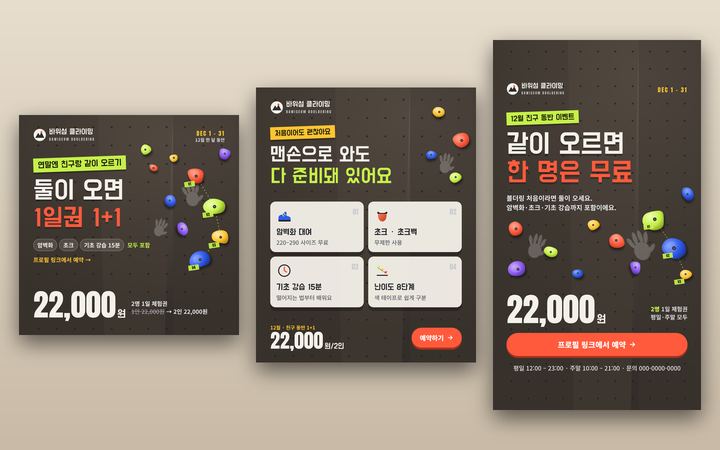 바위섬 클라이밍
BAWISEOM BOULDERING
DEC 1 - 31
12월 한 달 동안
연말엔 친구랑 같이 오르기
둘이 오면
1일권 1+1
암벽화
초크
기초 강습 15분
모두 포함
프로필 링크에서 예약 →
22,000원
2명 1일 체험권
1인 22,000원 → 2인 22,000원
바위섬 클라이밍
BAWISEOM BOULDERING
처음이어도 괜찮아요
맨손으로 와도
다 준비돼 있어요
01
암벽화 대여
220–290 사이즈 무료
02
초크 · 초크백
무제한 사용
03
기초 강습 15분
떨어지는 법부터 배워요
04
난이도 8단계
색 테이프로 쉽게 구분
12월 · 친구 동반 1+1
22,000원/2인
예약하기 →
바위섬 클라이밍
BAWISEOM BOULDERING
DEC 1 - 31
12월 친구 동반 이벤트
같이 오르면
한 명은 무료
볼더링 처음이라면 둘이 오세요.
암벽화·초크·기초 강습까지 포함이에요.
22,000원
2명 1일 체험권
평일·주말 모두
프로필 링크에서 예약 →
평일 12:00 – 23:00 · 주말 10:00 – 21:00 · 문의 000-0000-0000